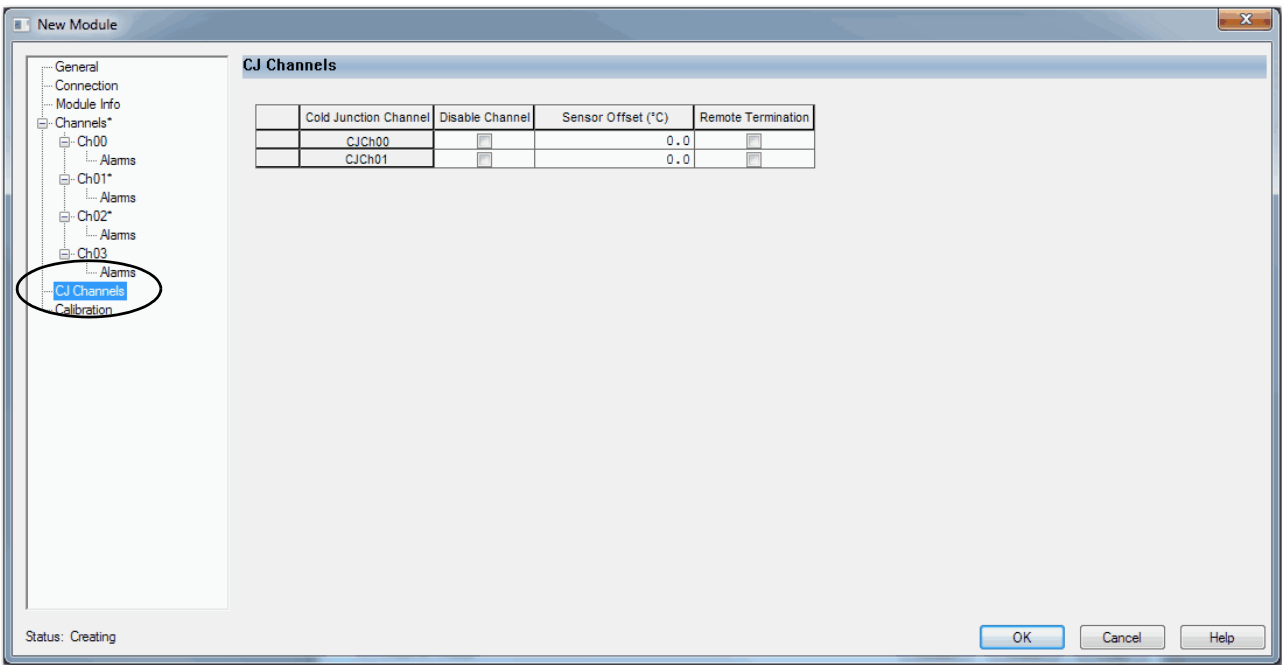 New Module
General
Connection
Module Info
Channels*
Ch00
Alarms
Ch01*
Alarms
Ch02*
Alarms
Ch03
Alarms
CJ Channels
Calibration
CJ Channels
Cold Junction Channel Disable Channel Sensor Offset (°C) Remote Termination
CJCh00 0.0
CJCh01 0.0
Status: Creating
OK Cancel Help